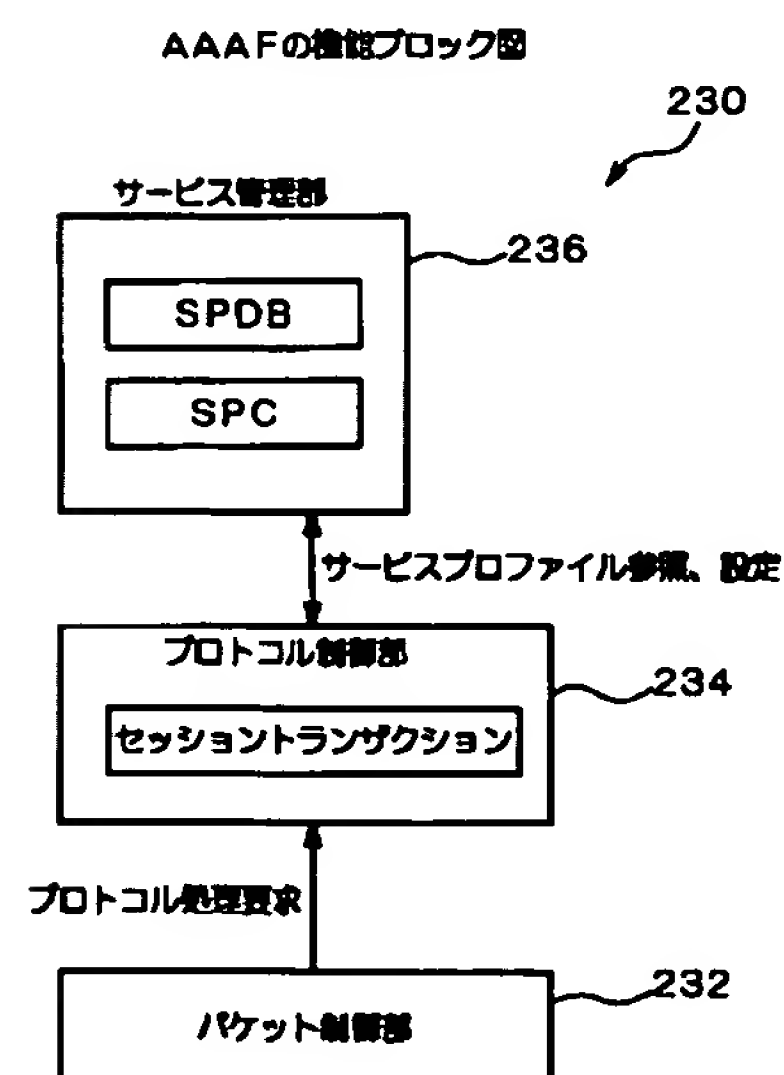 AAAFの機能ブロック図
230
サービス管理部
236
SPDB
SPC
サービスプロファイル参照、設定
プロトコル制御部
234
セッショントランザクション
プロトコル処理要求
232
パケット制御部